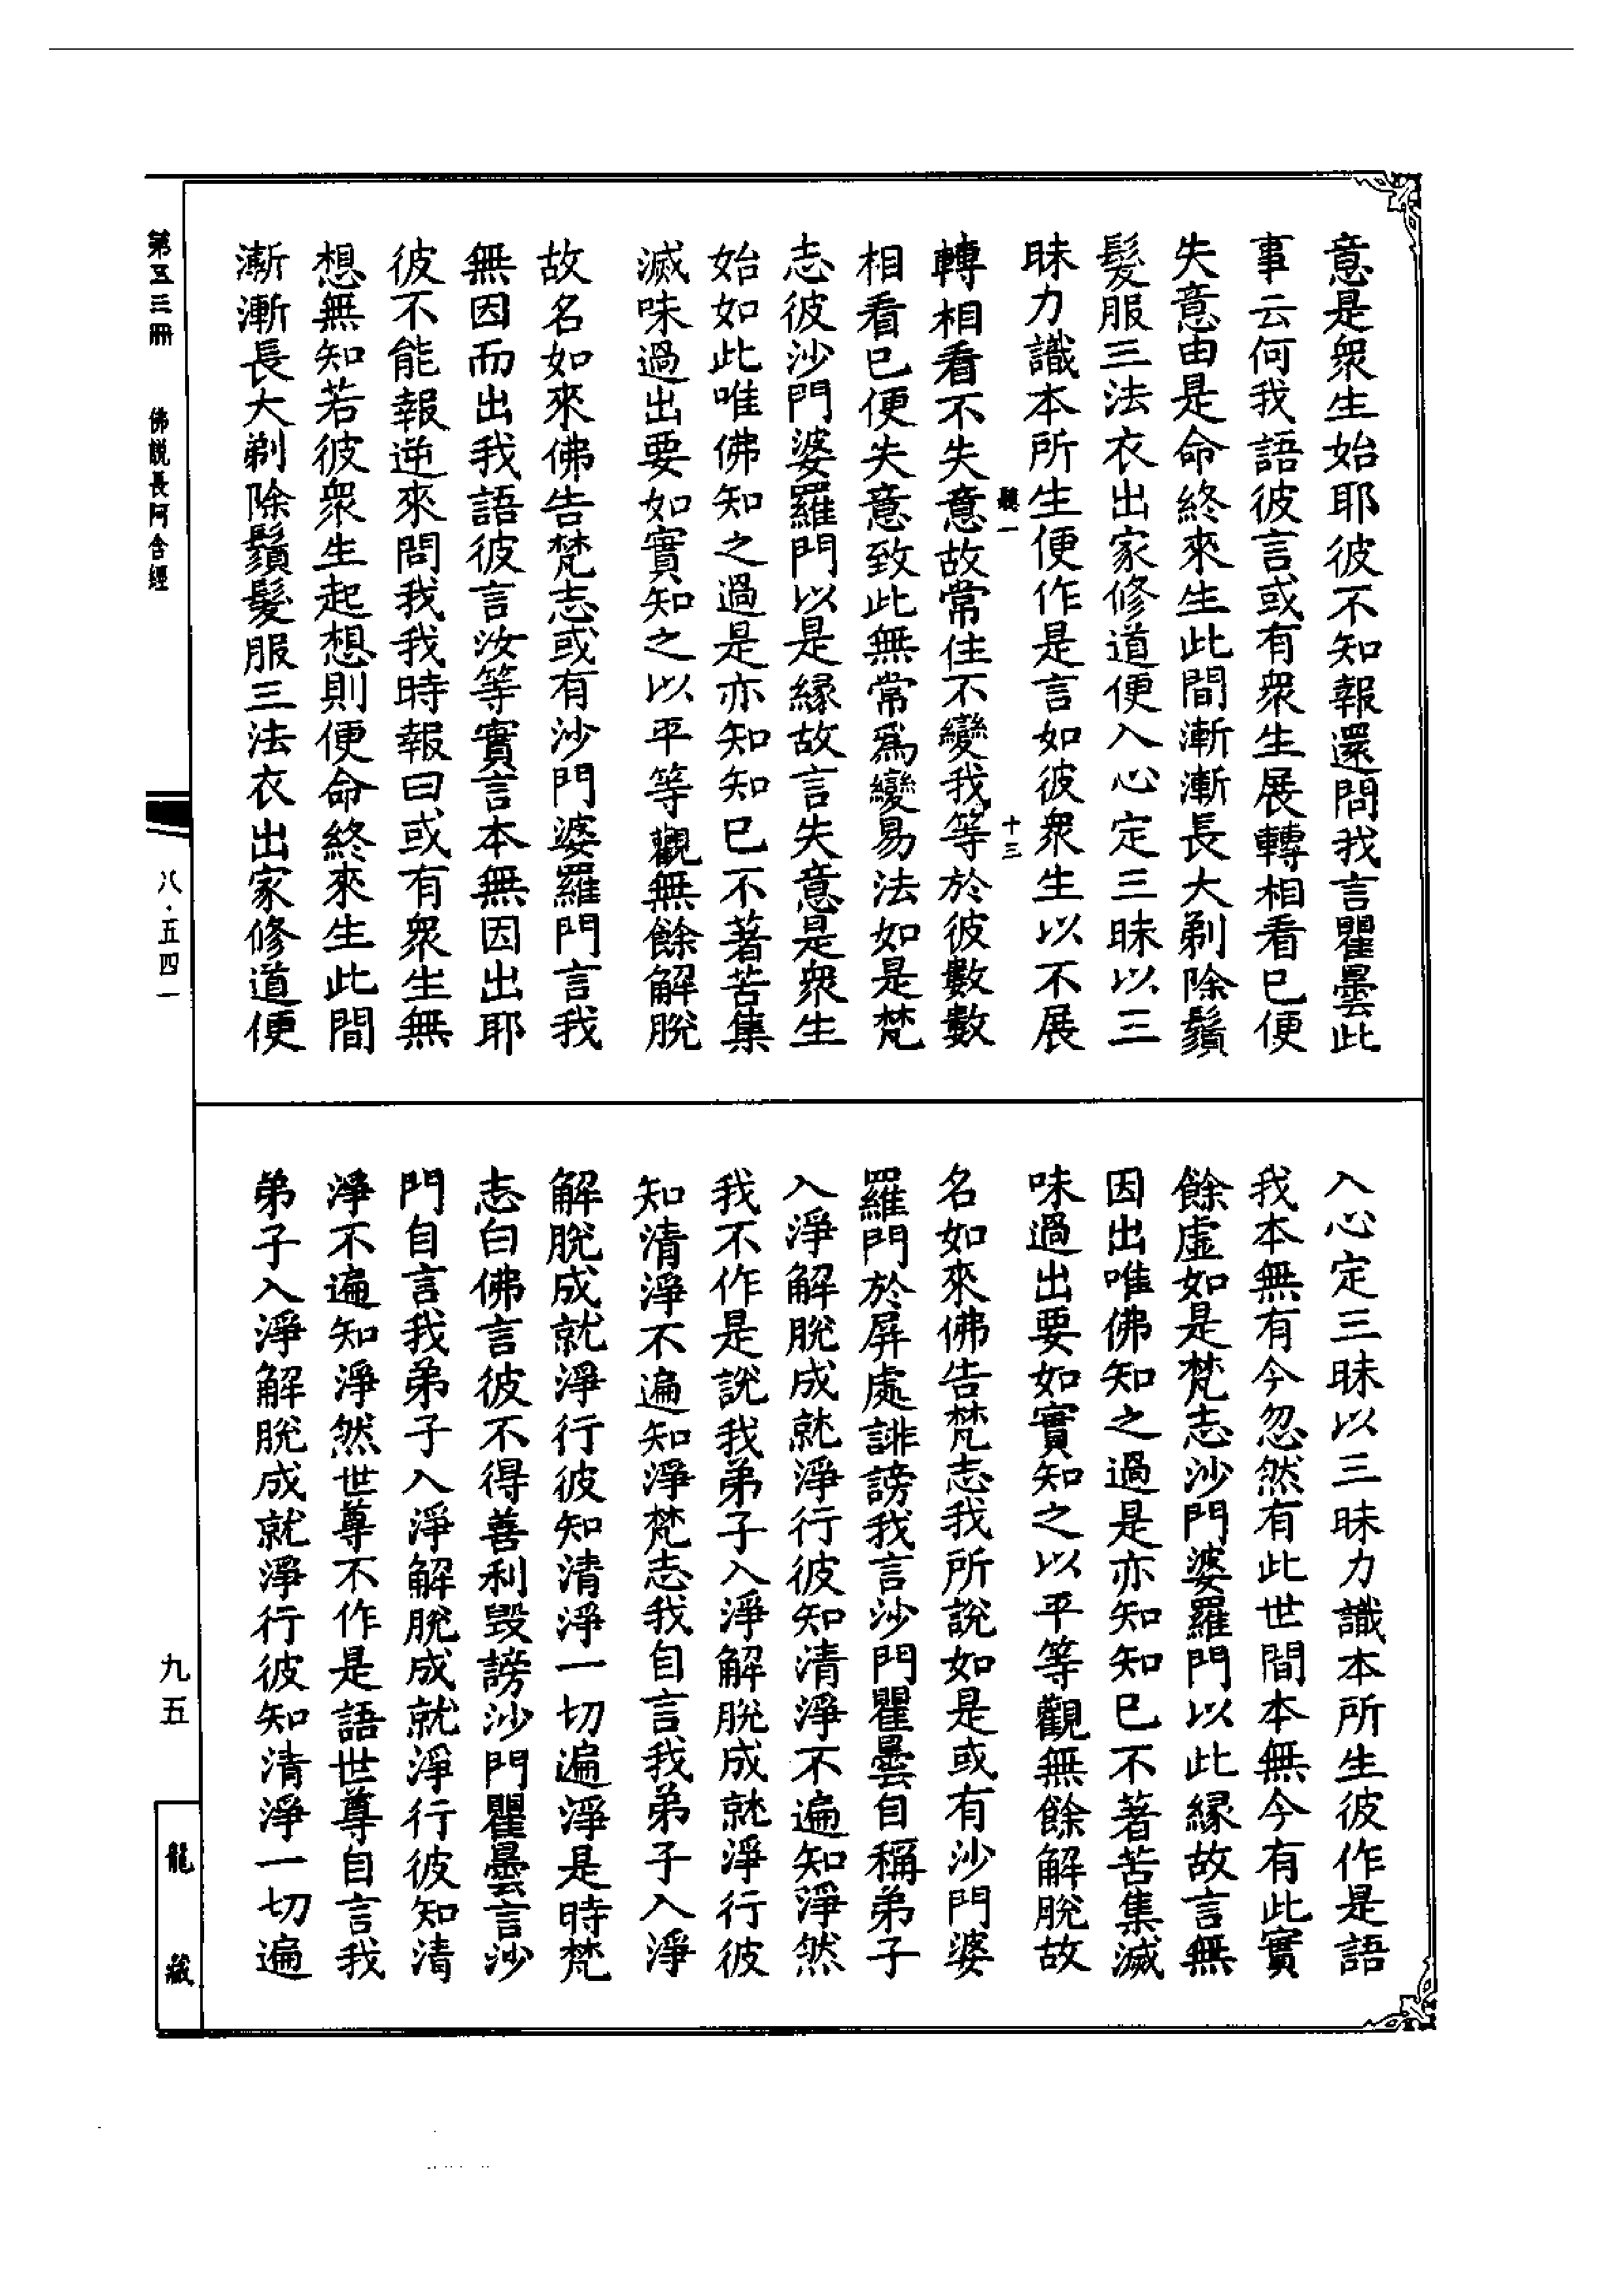 意是衆生始耶彼不知報還問我言瞿曇此
事云何我語彼言或有衆生展轉相看已便
失意由是命終來生此間漸漸長大剃除鬚
髮服三法衣出家修道便入心定三昧以三
昧力識本所生便作是言如彼衆生以不展
十三
轉相看不失意故常住不變我等於彼數數
相看已便失意致此無常爲變易法如是梵
志彼沙門婆羅門以是緣故言失意是衆生
始如此唯佛知之過是亦知知已不著苦集
滅味過出要如實知之以平等觀無餘解脫
故名如來佛告梵志或有沙門婆羅門言我
無因而出我語彼言汝等實言本無因出耶
彼不能報逆來問我我時報曰或有衆生無
想無知若彼衆生起想則便命終來生此間
漸漸長大剃除鬚髮服三法衣出家修道便
入心定三昧以三昧力識本所生彼作是語
我本無有今忽然有此世間本無今有此實
餘虛如是梵志沙門婆羅門以此緣故言無
因出唯佛知之過是亦知知已不著苦集滅
味過出要如實知之以平等觀無餘解脫故
名如來佛告梵志我所說如是或有沙門婆
羅門於屏處誹謗我言沙門瞿曇自稱弟子
入淨解脫成就淨行彼知清淨不遍知淨然
我不作是說我弟子入淨解脫成就淨行彼
知清淨不遍知淨梵志我自言我弟子入淨
解脫成就淨行彼知清淨一切遍淨是時梵
志白佛言彼不得善利毀謗沙門瞿曇言沙
門自言我弟子入淨解脫成就淨行彼知清
淨不遍知淨然世尊不作是語世尊自言我
弟子入淨解脫成就淨行彼知清淨一切遍
第五三冊
佛說長阿含經
八·五四一
九五
龍藏